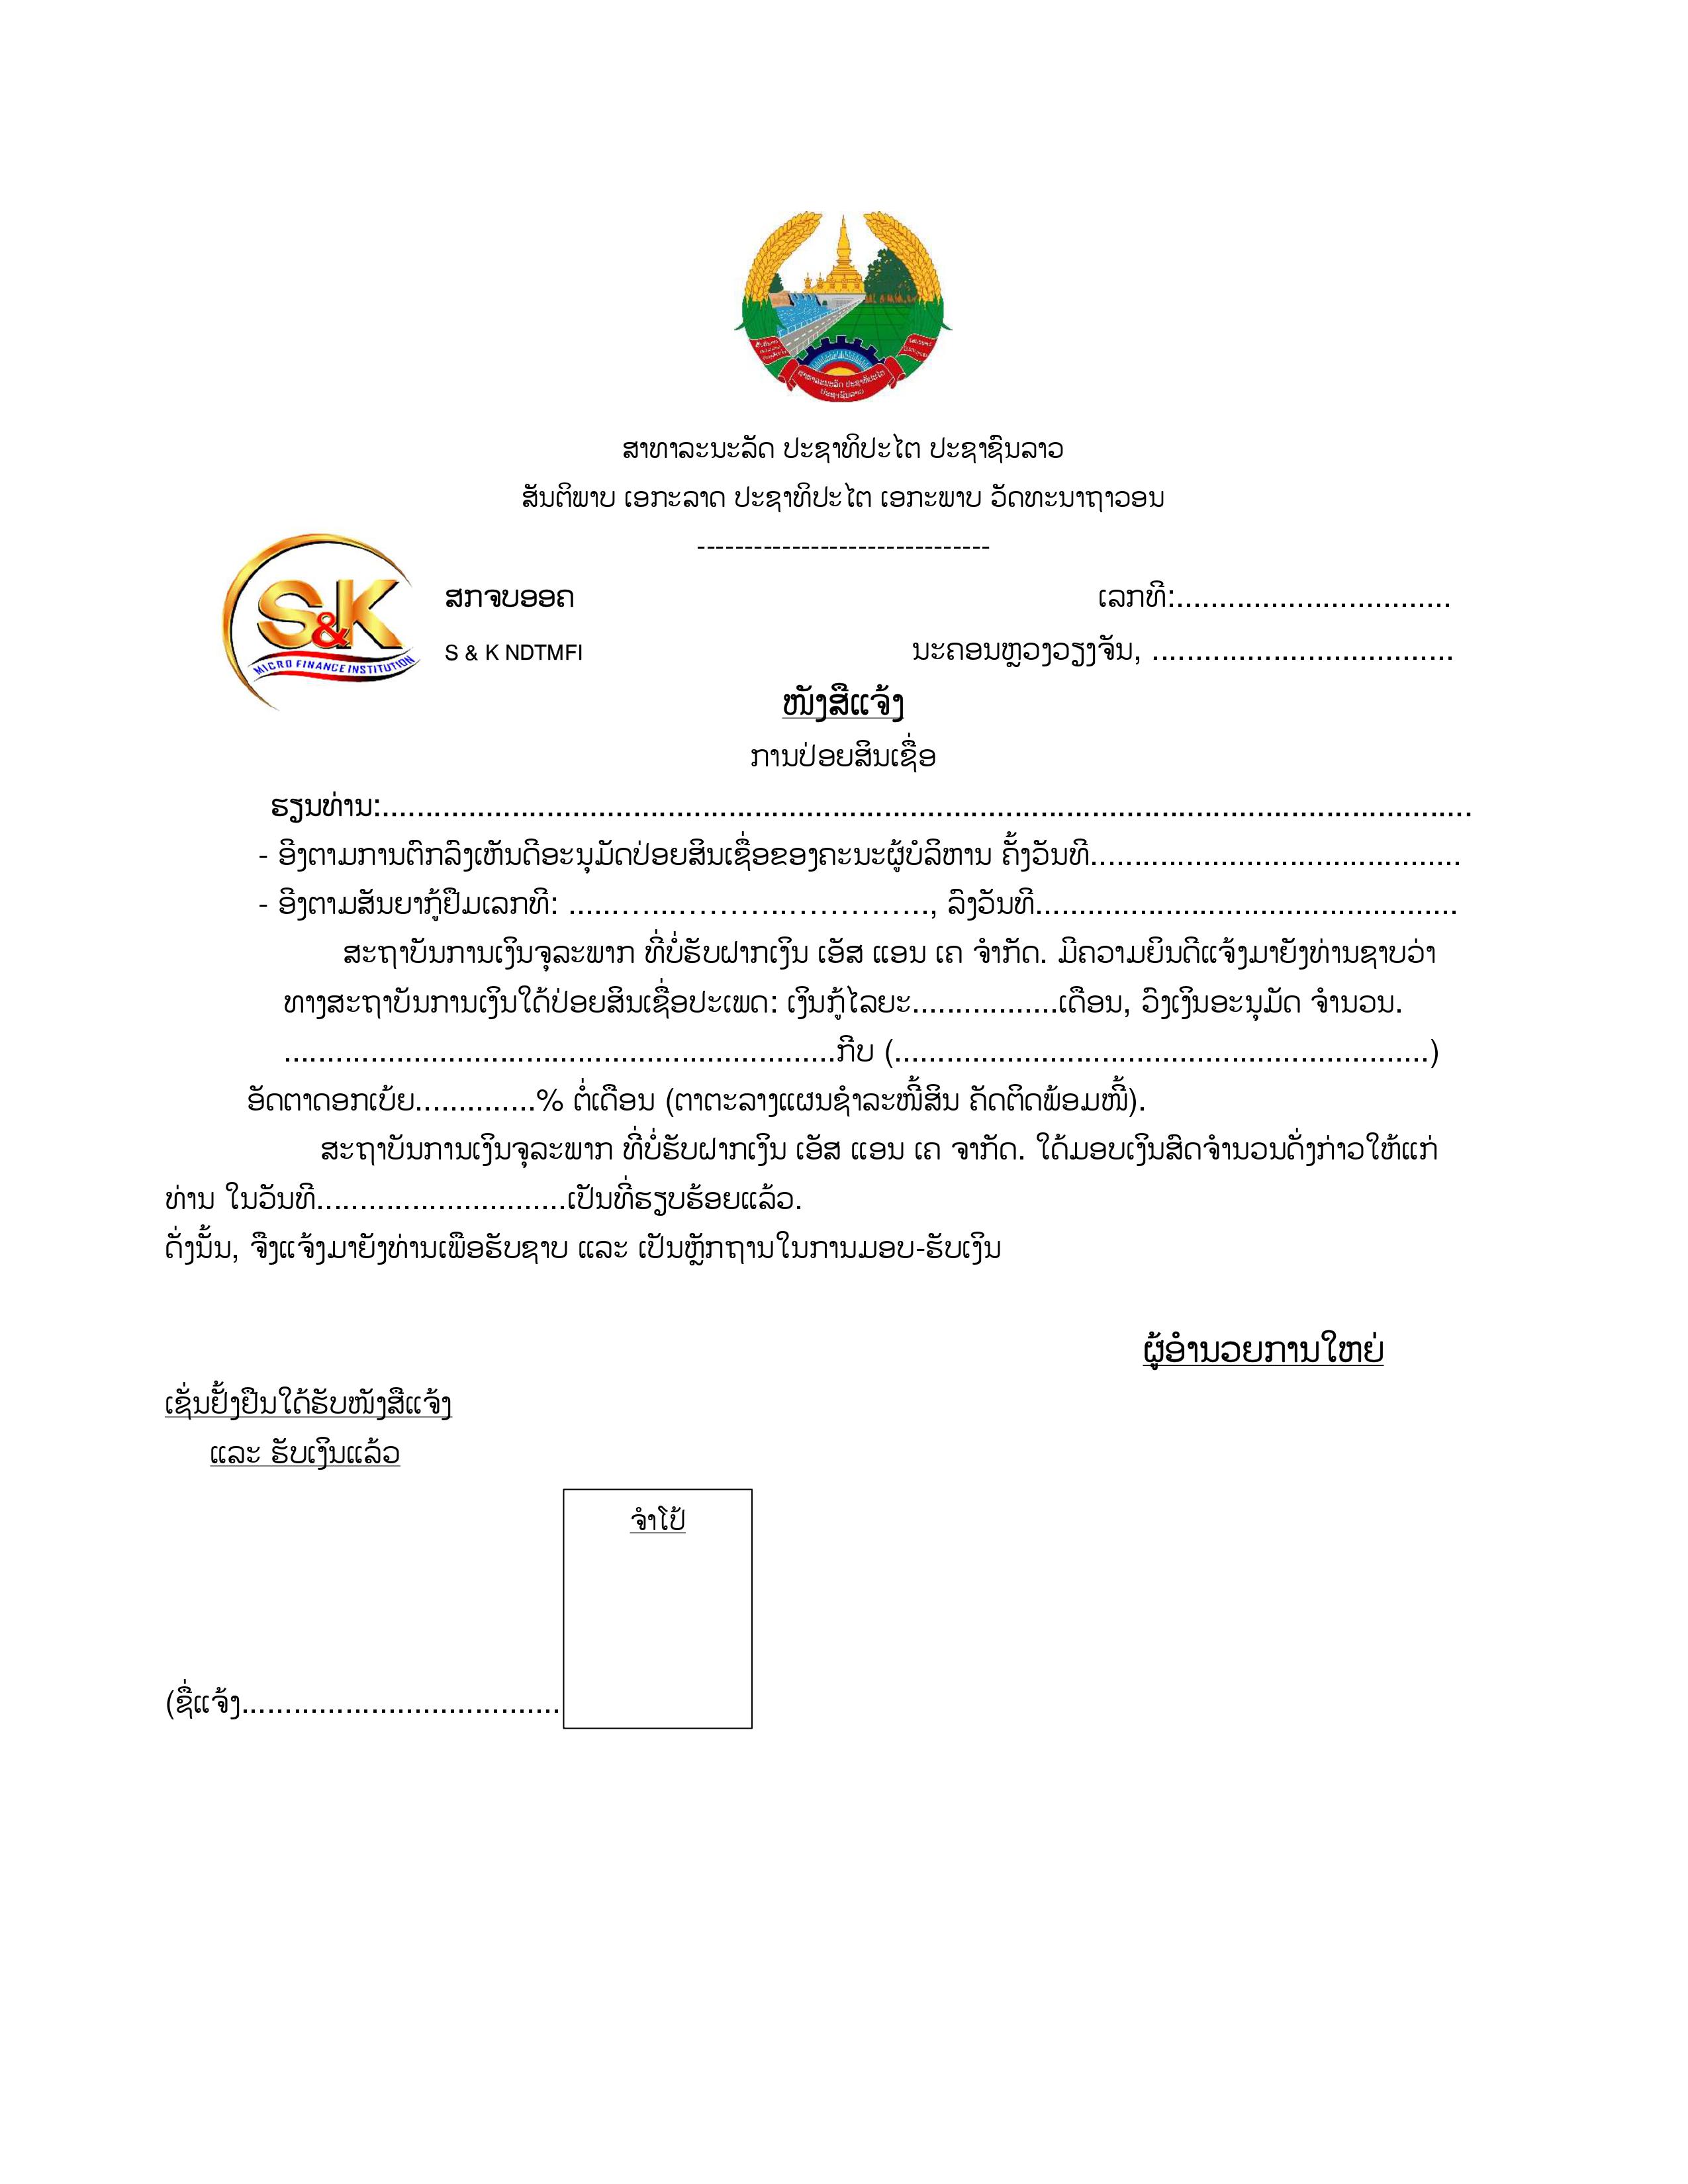 ສາທາລະນະລັດ ປະຊາທິປະໄຕ ປະຊາຊົນລາວ
ສັນຕິພາບ ເອກະລາດ ປະຊາທິປະໄຕ ເອກະພາບ ວັດທະນາຖາວອນ
-------------------------------
S&K
MICRO FINANCE INSTITUTION
ສກຈບອອຄ ເລກທີ:................................
S & K NDTMFI ນະຄອນຫຼວງວຽງຈັນ, ...................................
ໜັງສືແຈ້ງ
ການປ່ອຍສິນເຊື່ອ
ຮຽນທ່ານ:...............................................................................................................................
- ອີງຕາມການຕົກລົງເຫັນດີອະນຸມັດປ່ອຍສິນເຊື່ອຂອງຄະນະຜູ້ບໍລິຫານ ຄັ້ງວັນທີ...........................................
- ອີງຕາມສັນຍາກູ້ຢືມເລກທີ: ......…...………...………….., ລົງວັນທີ.................................................
ສະຖາບັນການເງິນຈຸລະພາກ ທີ່ບໍ່ຮັບຝາກເງິນ ເອັສ ແອນ ເຄ ຈຳກັດ. ມີຄວາມຍິນດີແຈ້ງມາຍັງທ່ານຊາບວ່າ
ທາງສະຖາບັນການເງິນໃດ້ປ່ອຍສິນເຊື່ອປະເພດ: ເງິນກູ້ໄລຍະ.................ເດືອນ, ວົງເງິນອະນຸມັດ ຈຳນວນ.
................................................................ກີບ (..............................................................)
ອັດຕາດອກເບ້ຍ..............% ຕໍ່ເດືອນ (ຕາຕະລາງແຜນຊຳລະໜີ້ສິນ ຄັດຕິດພ້ອມໜີ້).
ສະຖາບັນການເງິນຈຸລະພາກ ທີ່ບໍ່ຮັບຝາກເງິນ ເອັສ ແອນ ເຄ ຈາກັດ. ໃດ້ມອບເງິນສົດຈຳນວນດັ່ງກ່າວໃຫ້ແກ່
ທ່ານ ໃນວັນທີ.............................ເປັນທີ່ຮຽບຮ້ອຍແລ້ວ.
ດັ່ງນັ້ນ, ຈຶງແຈ້ງມາຍັງທ່ານເພືອຮັບຊາບ ແລະ ເປັນຫຼັກຖານໃນການມອບ-ຮັບເງິນ
ຜູ້ອຳນວຍການໃຫຍ່
ເຊັ່ນຢັ້ງຢືນໃດ້ຮັບໜັງສືແຈ້ງ
ແລະ ຮັບເງິນແລ້ວ
ຈຳໂປ້
(ຊື່ແຈ້ງ.....................................